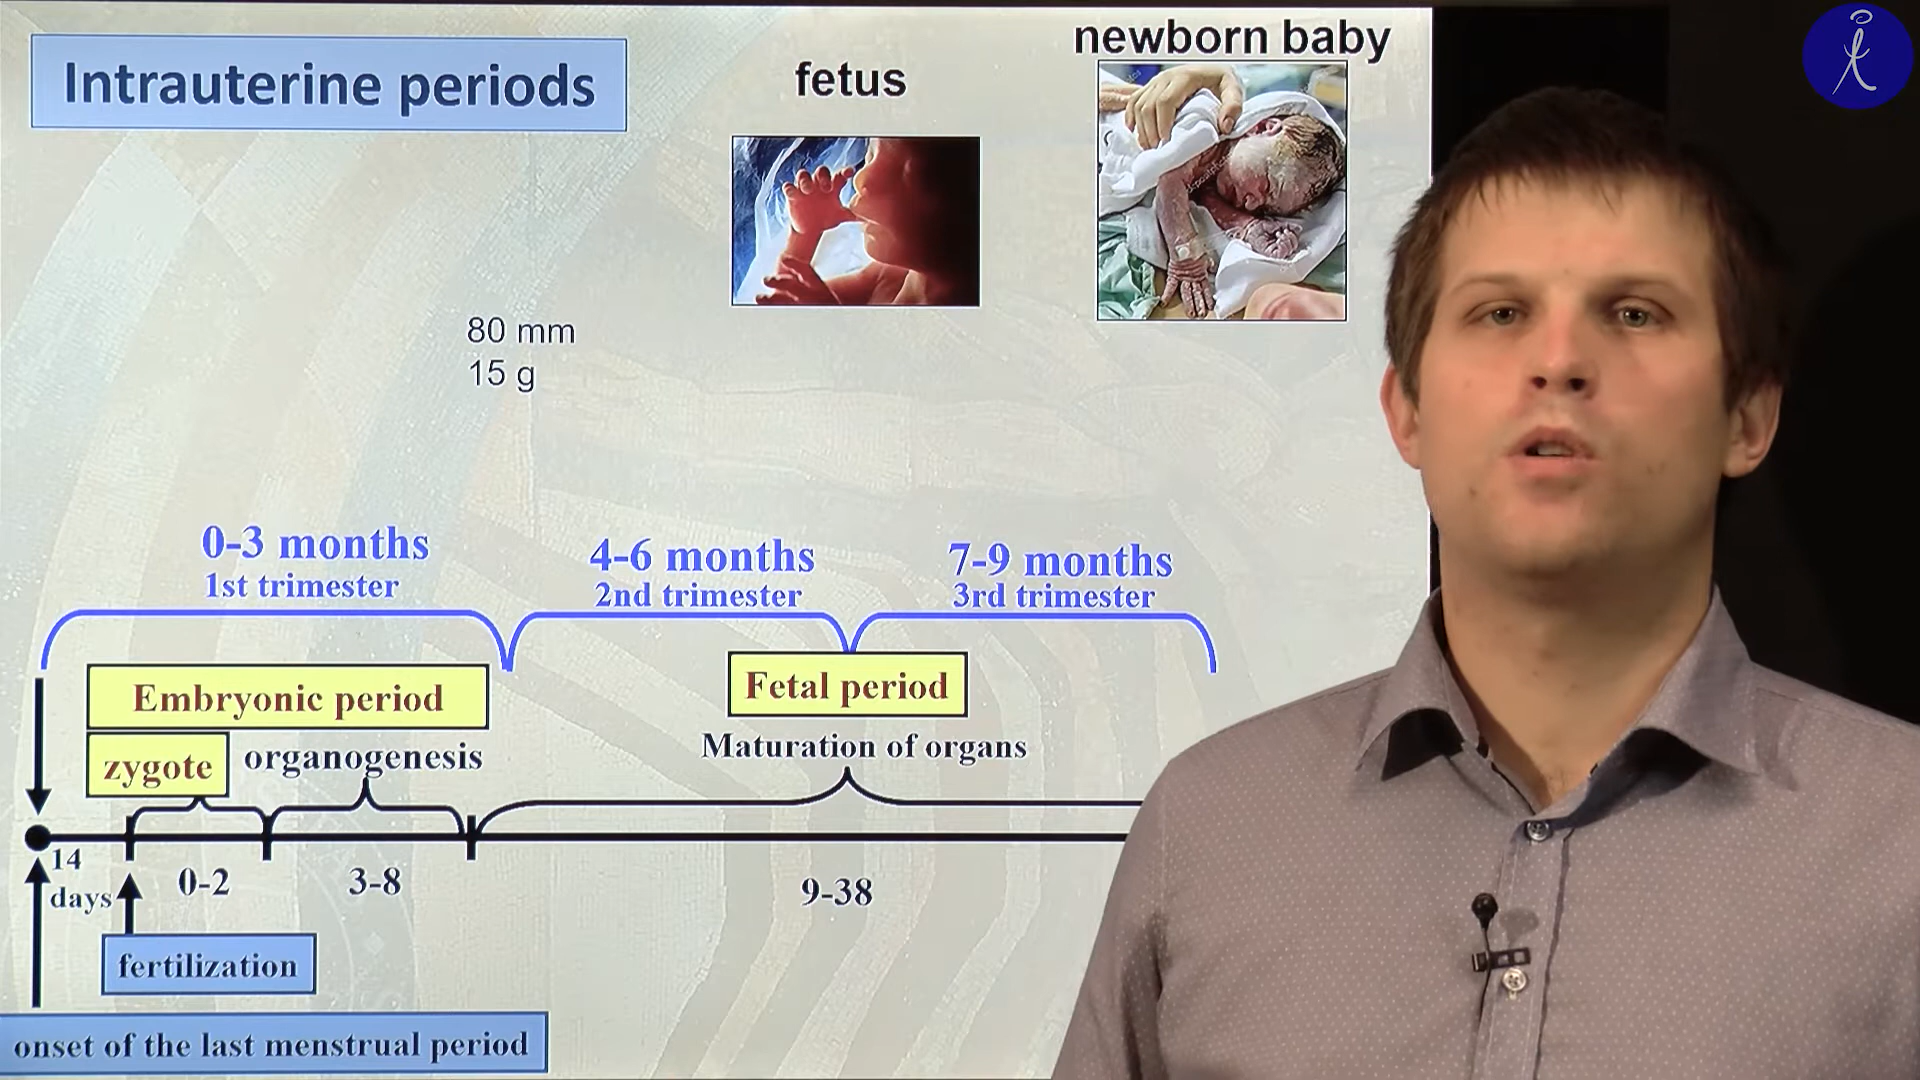 Intrauterine periods
fetus
newborn baby
80 mm
15 g
0-3 months
1st trimester
4-6 months
2nd trimester
7-9 months
3rd trimester
Embryonic period
Fetal period
zygote
organogenesis
Maturation of organs
14
days
0-2
3-8
9-38
fertilization
onset of the last menstrual period